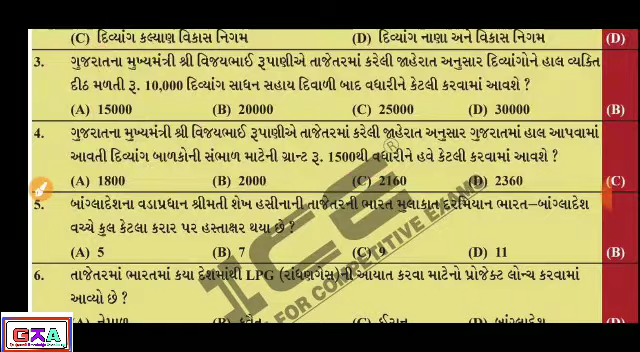 (C) દિવ્યાંગ કલ્યાણ વિકાસ નિગમ (D) દિવ્યાંગ નાણા અને વિકાસ નિગમ (D)
3. ગુજરાતના મુખ્યમંત્રી શ્રી વિજયભાઈ રૂપાણીએ તાજેતરમાં કરેલી જાહેરાત અનુસાર દિવ્યાંગોને હાલ વ્યક્તિ
દીઠ મળતી રૂ. 10,000 દિવ્યાંગ સાધન સહાય દિવાળી બાદ વધારીને કેટલી કરવામાં આવશે ?
(A) 15000 (B) 20000 (C) 25000 (D) 30000 (B)
4. ગુજરાતના મુખ્યમંત્રી શ્રી વિજયભાઈ રૂપાણીએ તાજેતરમાં કરેલી જાહેરાત અનુસાર ગુજરાતમાં હાલ આપવામાં
આવતી દિવ્યાંગ બાળકોની સંભાળ માટેની ગ્રાન્ટ રૂ. 1500થી વધારીને હવે કેટલી કરવામાં આવશે ?
(A) 1800 (B) 2000 (C) 2160 (D) 2360 (C)
5. બાંગ્લાદેશના વડાપ્રધાન શ્રીમતી શેખ હસીનાની તાજેતરની ભારત મુલાકાત દરમિયાન ભારત–બાંગ્લાદેશ
વચ્ચે કુલ કેટલા કરાર પર હસ્તાક્ષર થયા છે ?
(A) 5 (B) 7 (C) 9 (D) 11 (B)
6. તાજેતરમાં ભારતમાં કયા દેશમાંથી LPG (રાંધણગેસ)ની આયાત કરવા માટેનો પ્રોજેક્ટ લોન્ચ કરવામાં
આવ્યો છે ?
(A) નેપાળ (B) કુવૈત (C) ઈરાન (D) બાંગ્લાદેશ (D)
ICE®
FOR COMPETITIVE EXAMS
GKA